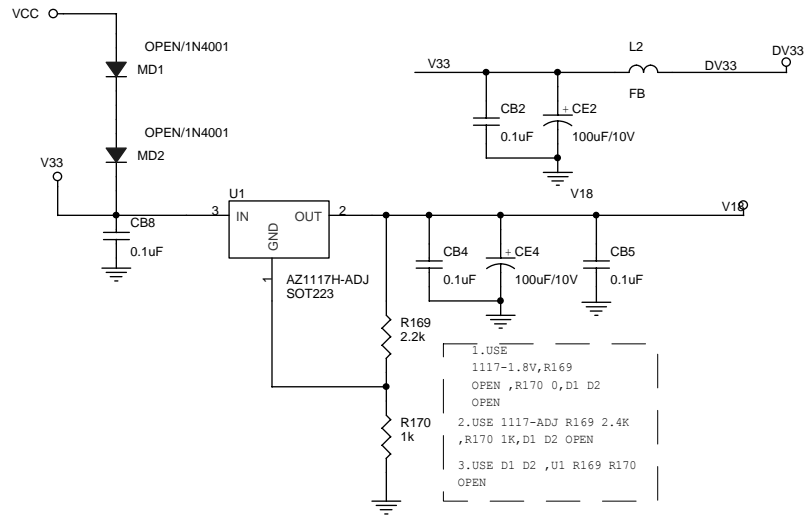 VCC
OPEN/1N4001
MD1
OPEN/1N4001
MD2
V33
CB8
0.1uF
U1
3
IN
OUT
2
GND
1
AZ1117H-ADJ
SOT223
V33
L2
FB
DV33
DV33
CB2
0.1uF
+
CE2
100uF/10V
V18
V18
CB4
0.1uF
+
CE4
100uF/10V
CB5
0.1uF
R169
2.2k
R170
1k
1.USE
1117-1.8V,R169
OPEN ,R170 0,D1 D2
OPEN
2.USE 1117-ADJ R169 2.4K
,R170 1K,D1 D2 OPEN
3.USE D1 D2 ,U1 R169 R170
OPEN